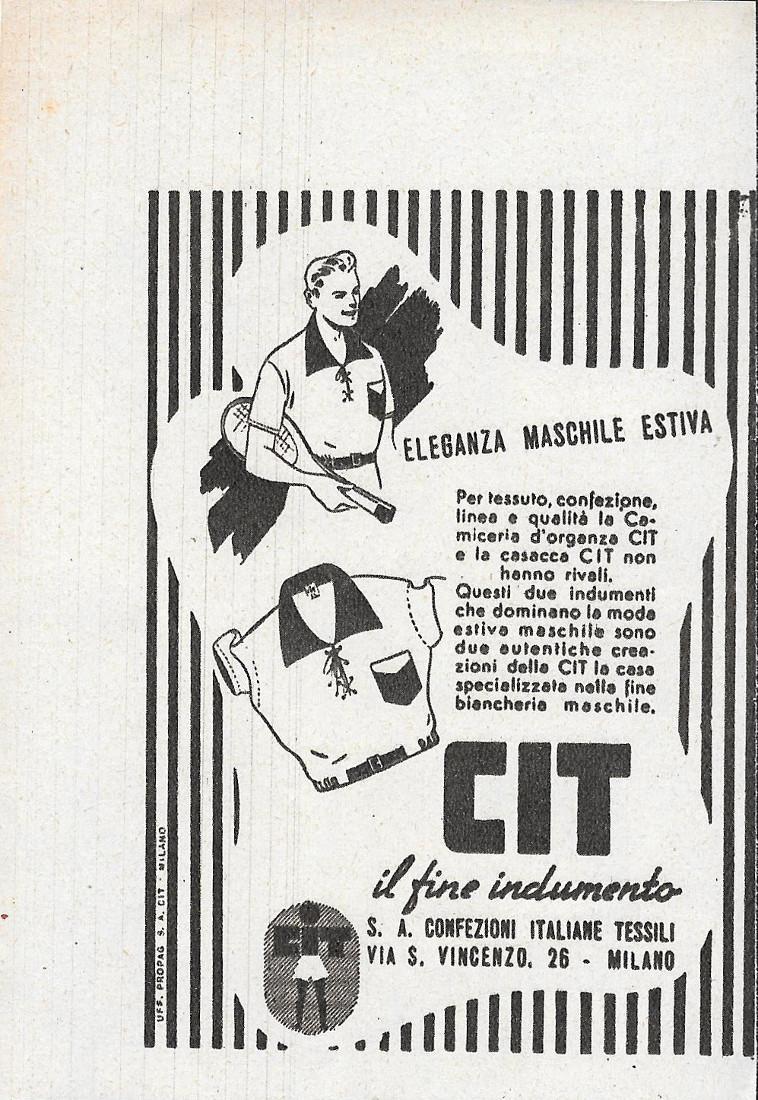 ELEGANZA MASCHILE ESTIVA
Per tessuto, confezione,
linea e qualità la Ca-
miceria d'organza CIT
e la casacca CIT non
hanno rivali.
Questi due indumenti
che dominano la moda
estiva maschile sono
due autentiche crea-
zioni della CIT la casa
specializzata nella fine
biancheria maschile.
CIT
il fine indumento
CIT
S. A. CONFEZIONI ITALIANE TESSILI
VIA S. VINCENZO, 26 - MILANO
UFF. PROPAG. S. A. CIT - MILANO